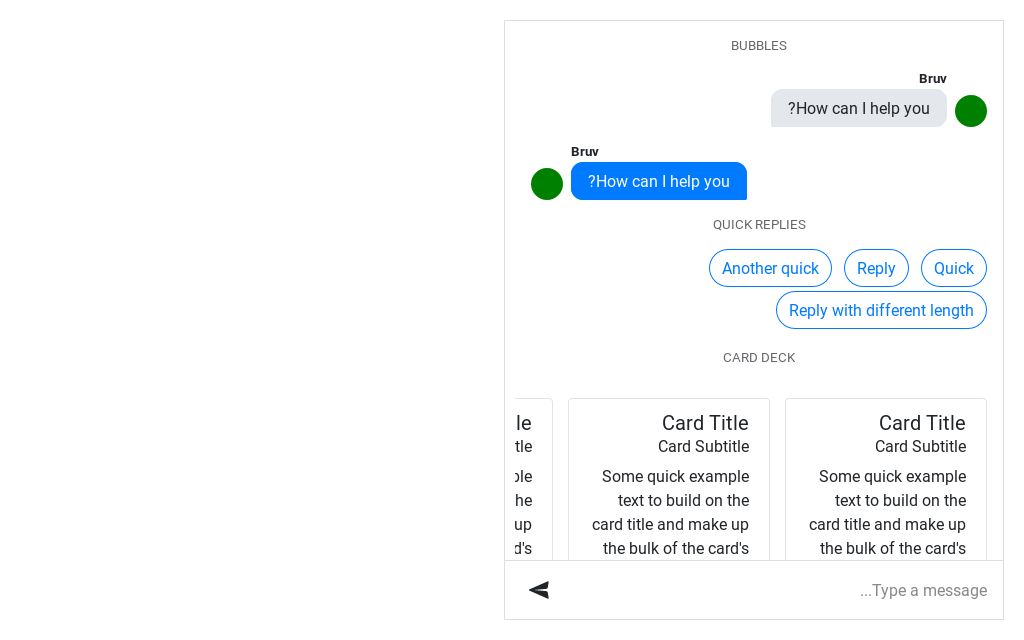 BUBBLES
Bruv
?How can I help you
Bruv
?How can I help you
QUICK REPLIES
Quick
Reply
Another quick
Reply with different length
CARD DECK
Card Title
Card Subtitle
Some quick example
text to build on the
card title and make up
the bulk of the card's
Card Title
Card Subtitle
Some quick example
text to build on the
card title and make up
the bulk of the card's
le
tle
ple
he
up
d's
...Type a message